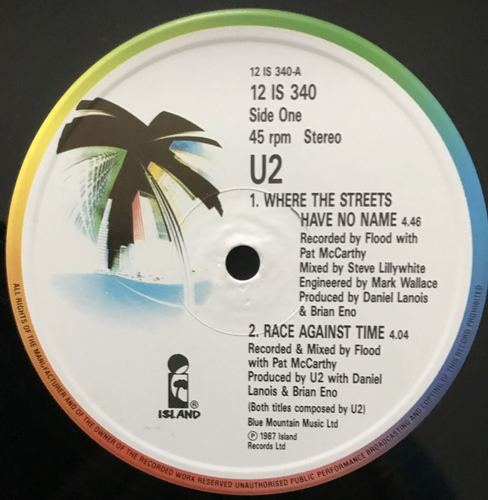 12 IS 340-A
12 IS 340
Side One
45 rpm Stereo
U2
1. WHERE THE STREETS
HAVE NO NAME 4.46
Recorded by Flood with
Pat McCarthy
Mixed by Steve Lillywhite
Engineered by Mark Wallace
Produced by Daniel Lanois
& Brian Eno
2. RACE AGAINST TIME 4.04
Recorded & Mixed by Flood
with Pat McCarthy
Produced by U2 with Daniel
Lanois & Brian Eno
(Both titles composed by U2)
Blue Mountain Music Ltd
℗ 1987 Island
Records Ltd
i®
ISLAND
ALL RIGHTS OF THE MANUFACTURER AND OF THE OWNER OF THE RECORDED WORK RESERVED UNAUTHORISED PUBLIC PERFORMANCE BROADCASTING AND COPYING OF THIS RECORD PROHIBITED